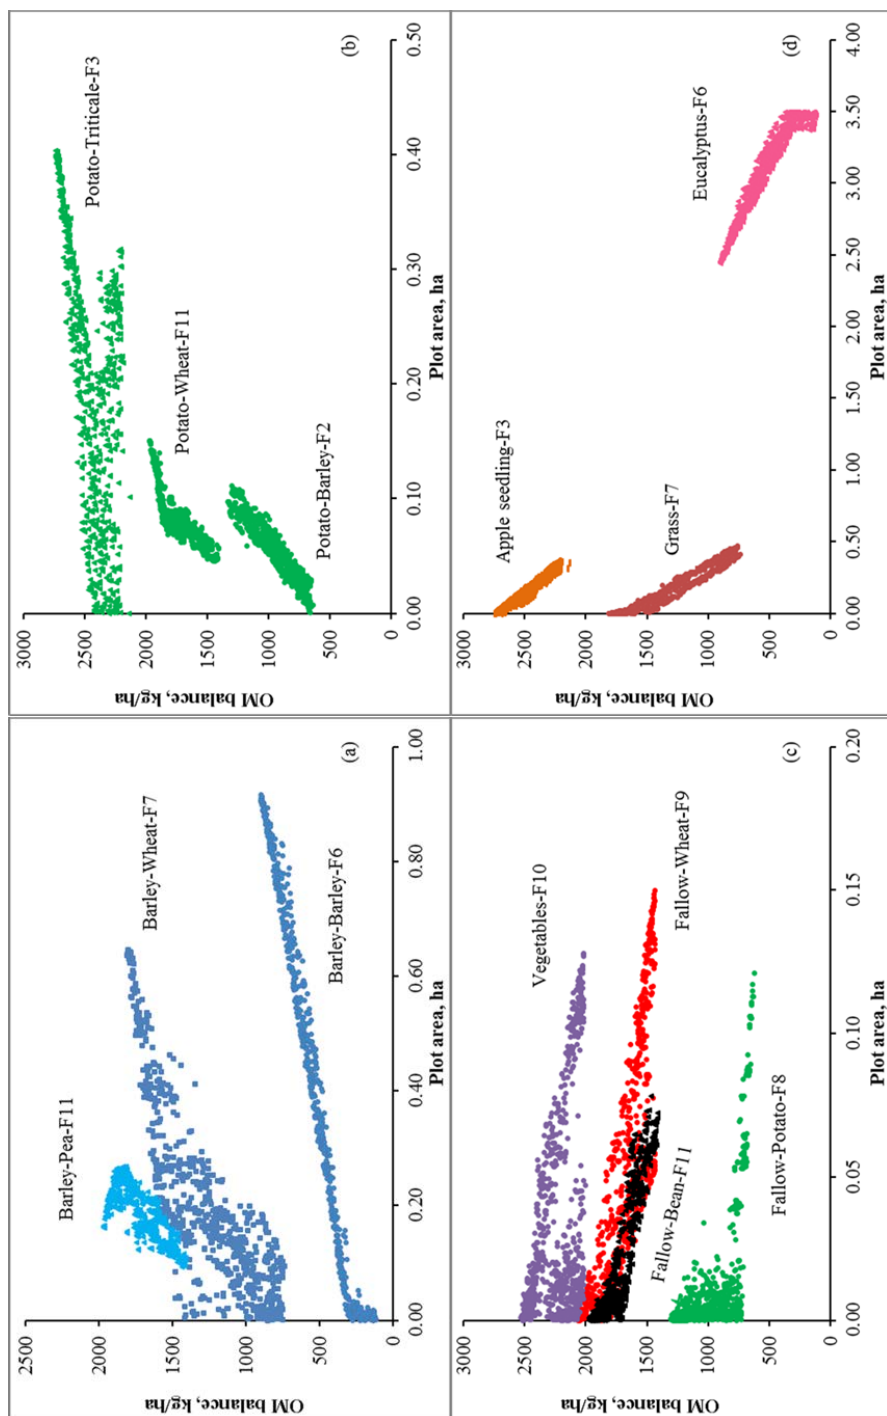 (a)
OM balance, kg/ha
2500
2000
1500
1000
500
0
Barley-Pea-F11
Barley-Wheat-F7
Barley-Barley-F6
0.00
0.20
0.40
0.60
0.80
1.00
Plot area, ha
(b)
OM balance, kg/ha
3000
2500
2000
1500
1000
500
0
Potato-Triticale-F3
Potato-Wheat-F11
Potato-Barley-F2
0.00
0.10
0.20
0.30
0.40
0.50
Plot area, ha
(c)
OM balance, kg/ha
3000
2500
2000
1500
1000
500
0
Vegetables-F10
Fallow-Wheat-F9
Fallow-Bean-F11
Fallow-Potato-F8
0.00
0.05
0.10
0.15
0.20
Plot area, ha
(d)
OM balance, kg/ha
3000
2500
2000
1500
1000
500
0
Apple seedling-F3
Grass-F7
Eucalyptus-F6
0.00
0.50
1.00
1.50
2.00
2.50
3.00
3.50
4.00
Plot area, ha